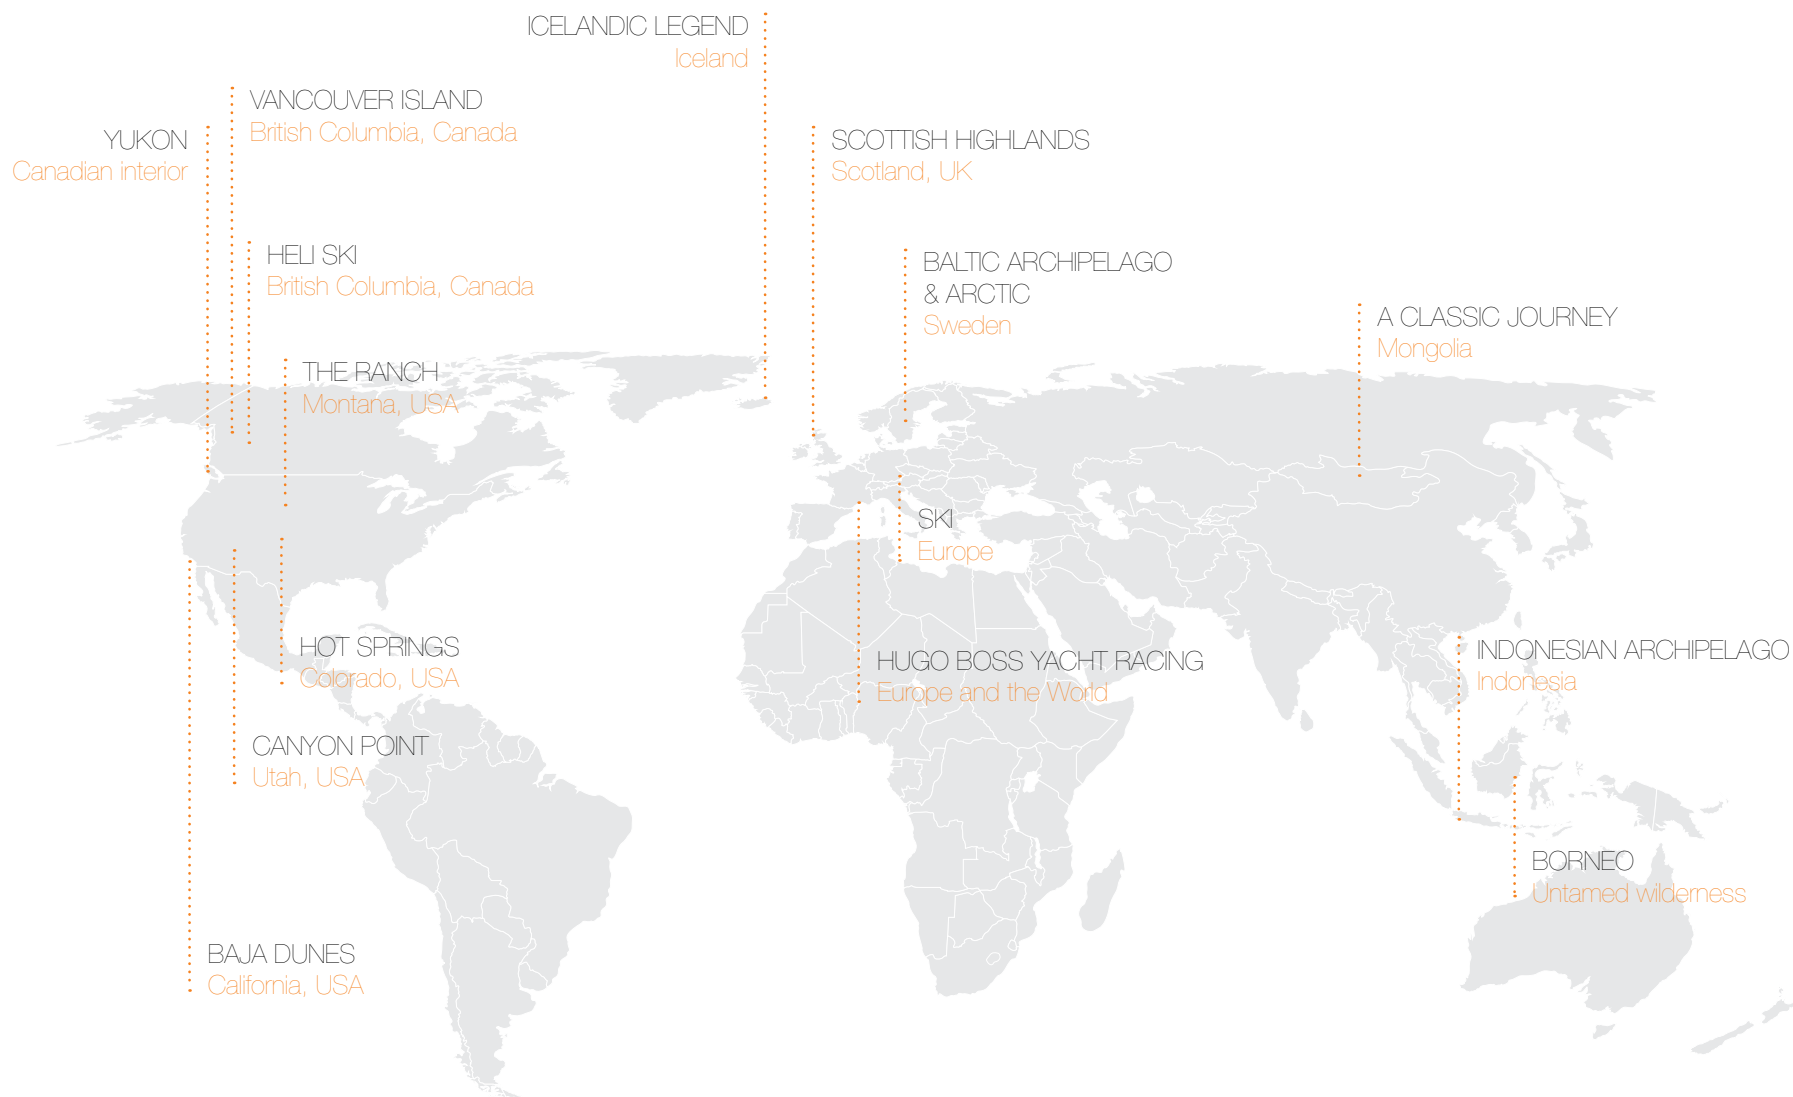 ICELANDIC LEGEND
Iceland
VANCOUVER ISLAND
British Columbia, Canada
YUKON
Canadian interior
SCOTTISH HIGHLANDS
Scotland, UK
HELI SKI
British Columbia, Canada
BALTIC ARCHIPELAGO
& ARCTIC
Sweden
A CLASSIC JOURNEY
Mongolia
THE RANCH
Montana, USA
SKI
Europe
HOT SPRINGS
Colorado, USA
HUGO BOSS YACHT RACING
Europe and the World
INDONESIAN ARCHIPELAGO
Indonesia
CANYON POINT
Utah, USA
BORNEO
Untamed wilderness
BAJA DUNES
California, USA